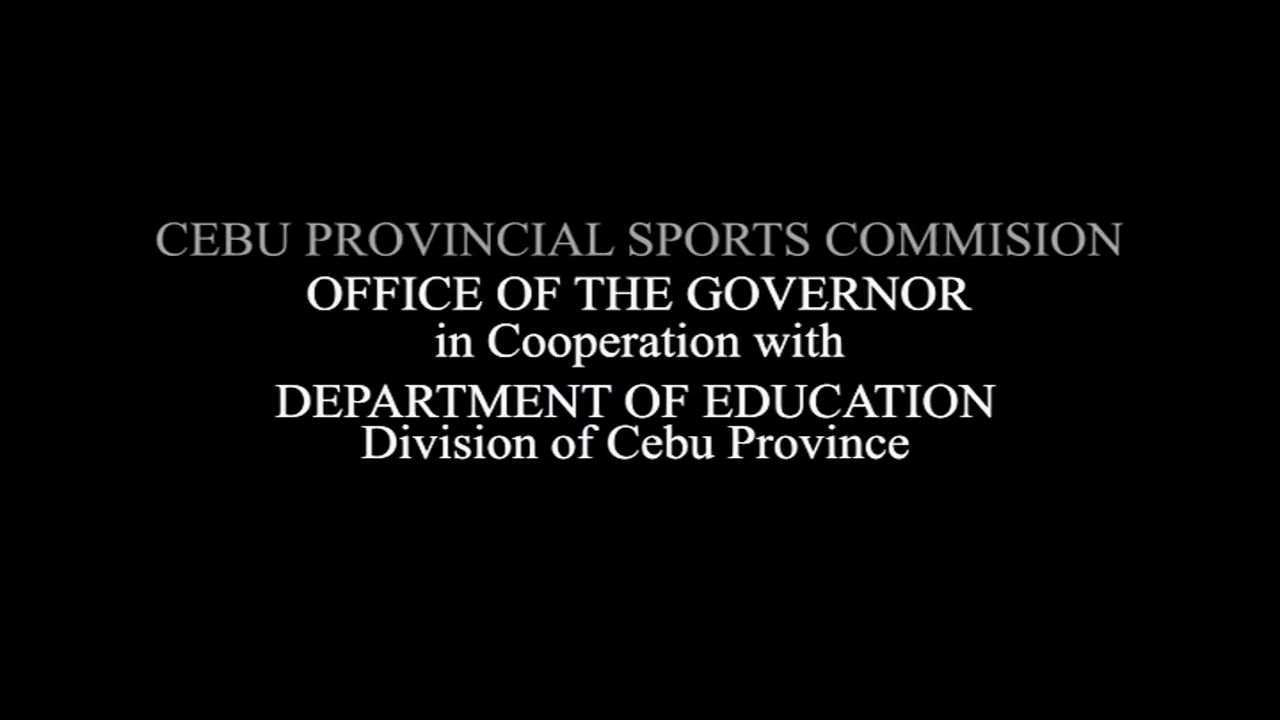 CEBU PROVINCIAL SPORTS COMMISION
OFFICE OF THE GOVERNOR
in Cooperation with
DEPARTMENT OF EDUCATION
Division of Cebu Province